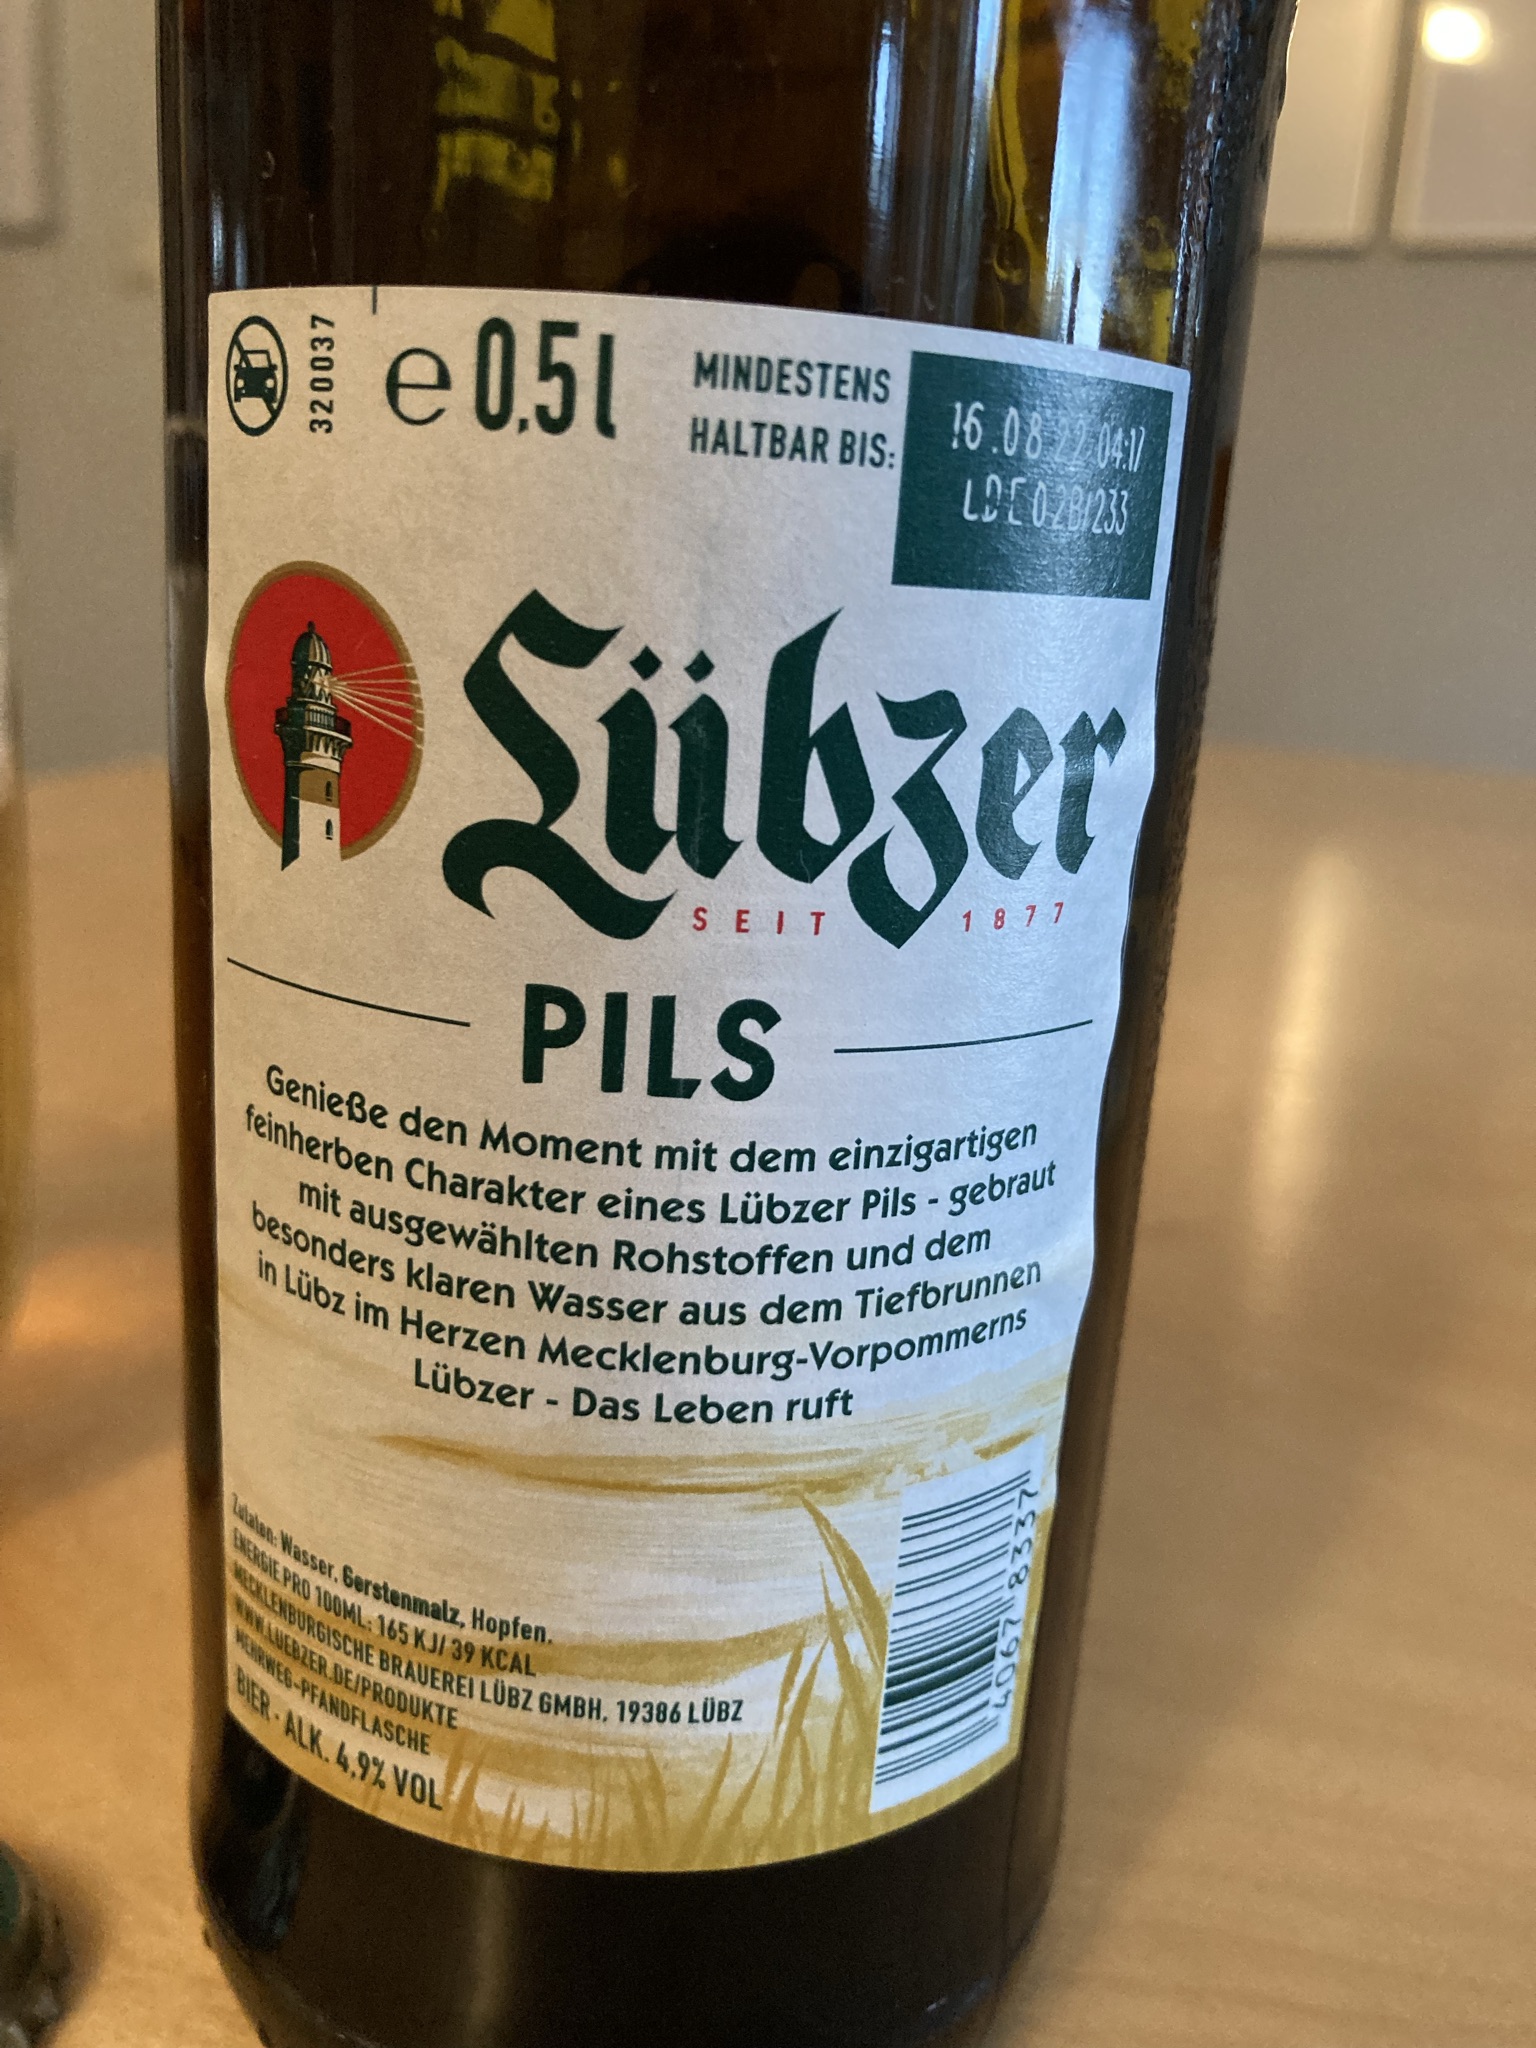 320037
e 0,5 l
MINDESTENS
HALTBAR BIS:
16.08 22 04:17
LDE02B1233
Lübzer
SEIT 1877
PILS
Genieße den Moment mit dem einzigartigen
feinherben Charakter eines Lübzer Pils - gebraut
mit ausgewählten Rohstoffen und dem
besonders klaren Wasser aus dem Tiefbrunnen
in Lübz im Herzen Mecklenburg-Vorpommerns
Lübzer - Das Leben ruft
Zutaten: Wasser, Gerstenmalz, Hopfen.
ENERGIE PRO 100ML: 165 KJ/ 39 KCAL
MECKLENBURGISCHE BRAUEREI LÜBZ GMBH, 19386 LÜBZ
WWW.LUEBZER.DE/PRODUKTE
MEHRWEG-PFANDFLASCHE
BIER · ALK. 4,9% VOL
4067 8337